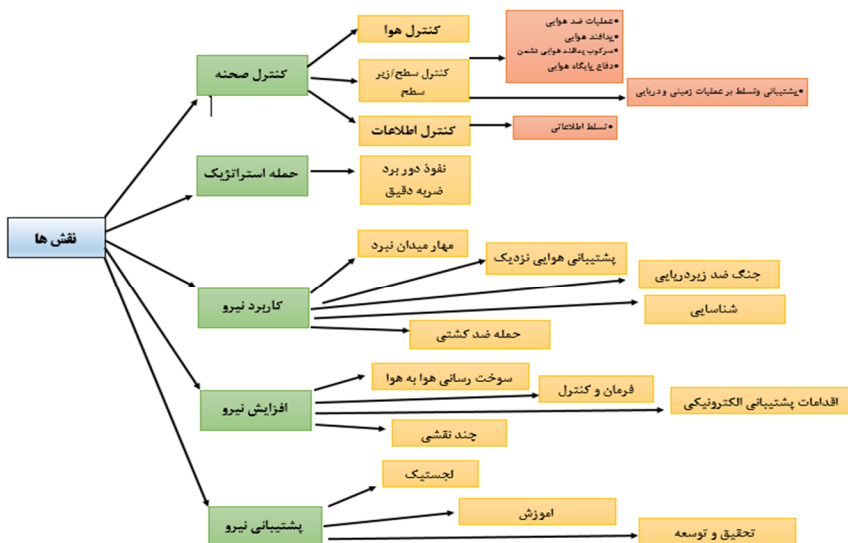 نقش ها
کنترل صحنه
کنترل هوا
کنترل سطح/زیر
سطح
کنترل اطلاعات
•عملیات ضد هوایی
•پدافند هوایی
•سرکوب پدافند هوایی دشمن
•دفاع پایگاه هوایی
•پشتیبانی وتسلط بر عملیات زمینی و دریایی
•تسلط اطلاعاتی
حمله استراتژیک
نفوذ دور برد
ضربه دقیق
کاربرد نیرو
مهار میدان نبرد
پشتیبانی هوایی نزدیک
جنگ ضد زیردریایی
شناسایی
حمله ضد کشتی
افزایش نیرو
سوخت رسانی هوا به هوا
فرمان و کنترل
اقدامات پشتیبانی الکترونیکی
چند نقشی
پشتیبانی نیرو
لجستیک
اموزش
تحقیق و توسعه